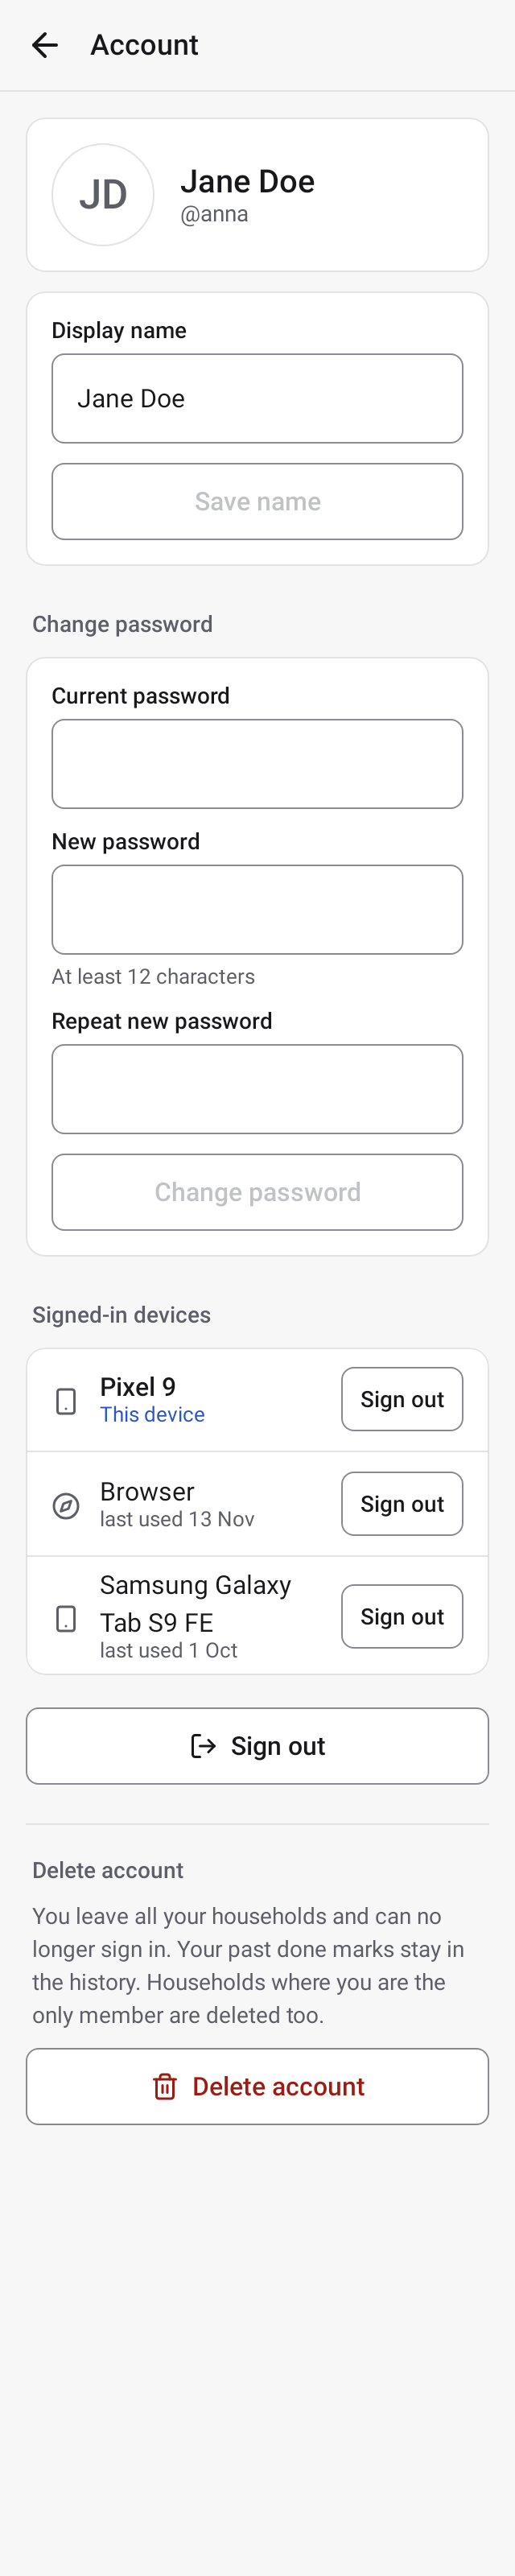 Account
JD
Jane Doe
@anna
Display name
Jane Doe
Save name
Change password
Current password
New password
At least 12 characters
Repeat new password
Change password
Signed-in devices
Pixel 9
This device
Sign out
Browser
last used 13 Nov
Sign out
Samsung Galaxy
Tab S9 FE
last used 1 Oct
Sign out
Sign out
Delete account
You leave all your households and can no
longer sign in. Your past done marks stay in
the history. Households where you are the
only member are deleted too.
Delete account